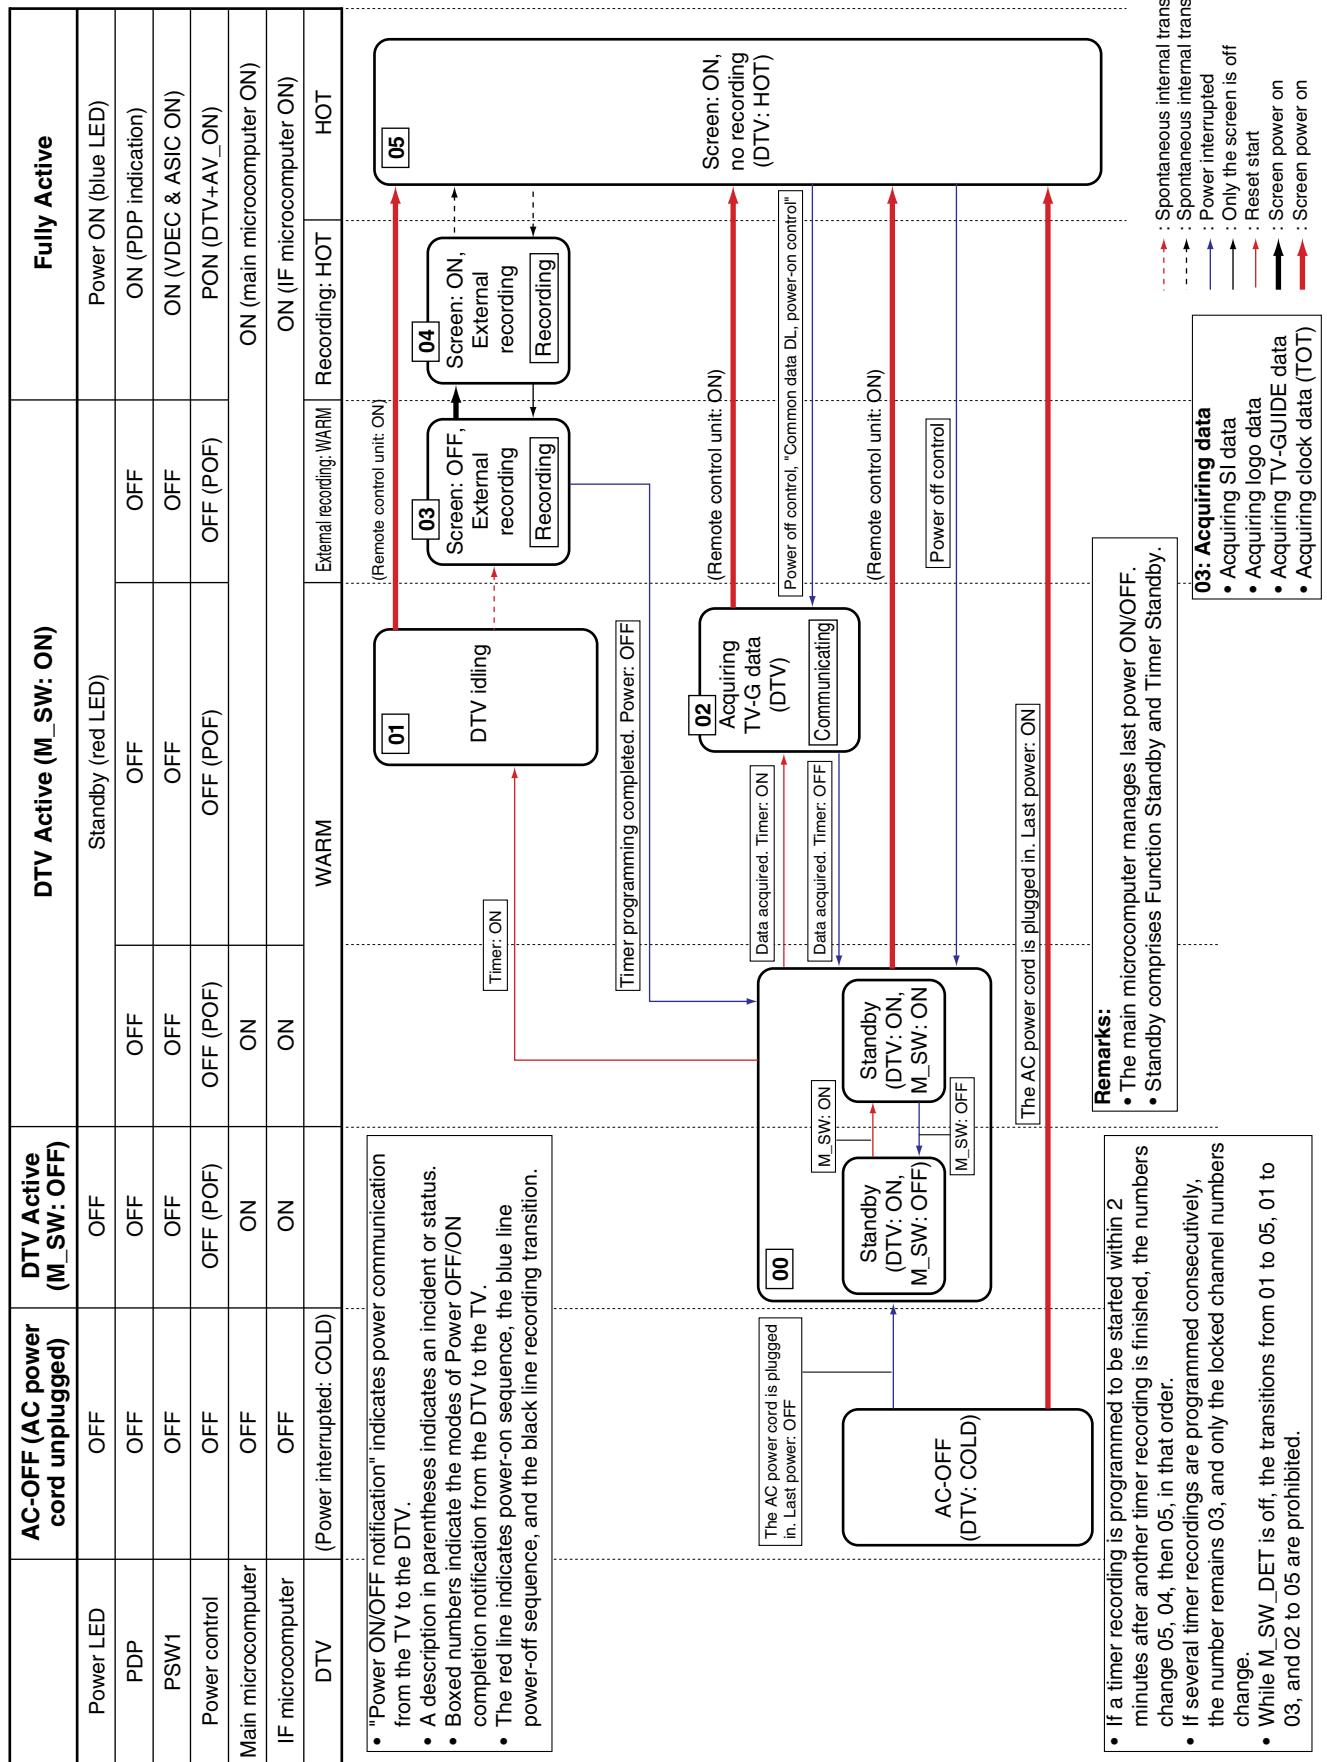 AC-OFF (AC power
cord unplugged)
DTV Active
(M_SW: OFF)
DTV Active (M_SW: ON)
Fully Active
Power LED
OFF
OFF
Standby (red LED)
Power ON (blue LED)
PDP
OFF
OFF
OFF
OFF
OFF
ON (PDP indication)
PSW1
OFF
OFF
OFF
OFF
OFF
ON (VDEC & ASIC ON)
Power control
OFF
OFF (POF)
OFF (POF)
OFF (POF)
OFF (POF)
PON (DTV+AV_ON)
Main microcomputer
OFF
ON
ON
ON (main microcomputer ON)
IF microcomputer
OFF
ON
ON
ON (IF microcomputer ON)
DTV
(Power interrupted: COLD)
WARM
External recording: WARM
Recording: HOT
HOT
• "Power ON/OFF notification" indicates power communication
from the TV to the DTV.
• A description in parentheses indicates an incident or status.
• Boxed numbers indicate the modes of Power OFF/ON
completion notification from the DTV to the TV.
• The red line indicates power-on sequence, the blue line
power-off sequence, and the black line recording transition.
01
DTV idling
(Remote control unit: ON)
Timer: ON
03
Screen: OFF,
External
recording
Recording
04
Screen: ON,
External
recording
Recording
05
Screen: ON,
no recording
(DTV: HOT)
Timer programming completed. Power: OFF
02
Acquiring
TV-G data
(DTV)
Communicating
(Remote control unit: ON)
Power off control, "Common data DL, power-on control"
Data acquired. Timer: ON
Data acquired. Timer: OFF
(Remote control unit: ON)
Power off control
00
Standby
(DTV: ON,
M_SW: OFF)
M_SW: ON
M_SW: OFF
Standby
(DTV: ON,
M_SW: ON
The AC power cord is plugged
in. Last power: OFF
AC-OFF
(DTV: COLD)
The AC power cord is plugged in. Last power: ON
Remarks:
• The main microcomputer manages last power ON/OFF.
• Standby comprises Function Standby and Timer Standby.
• If a timer recording is programmed to be started within 2
minutes after another timer recording is finished, the numbers
change 05, 04, then 05, in that order.
• If several timer recordings are programmed consecutively,
the number remains 03, and only the locked channel numbers
change.
• While M_SW_DET is off, the transitions from 01 to 05, 01 to
03, and 02 to 05 are prohibited.
03: Acquiring data
• Acquiring SI data
• Acquiring logo data
• Acquiring TV-GUIDE data
• Acquiring clock data (TOT)
: Spontaneous internal trans
: Spontaneous internal trans
: Power interrupted
: Only the screen is off
: Reset start
: Screen power on
: Screen power on